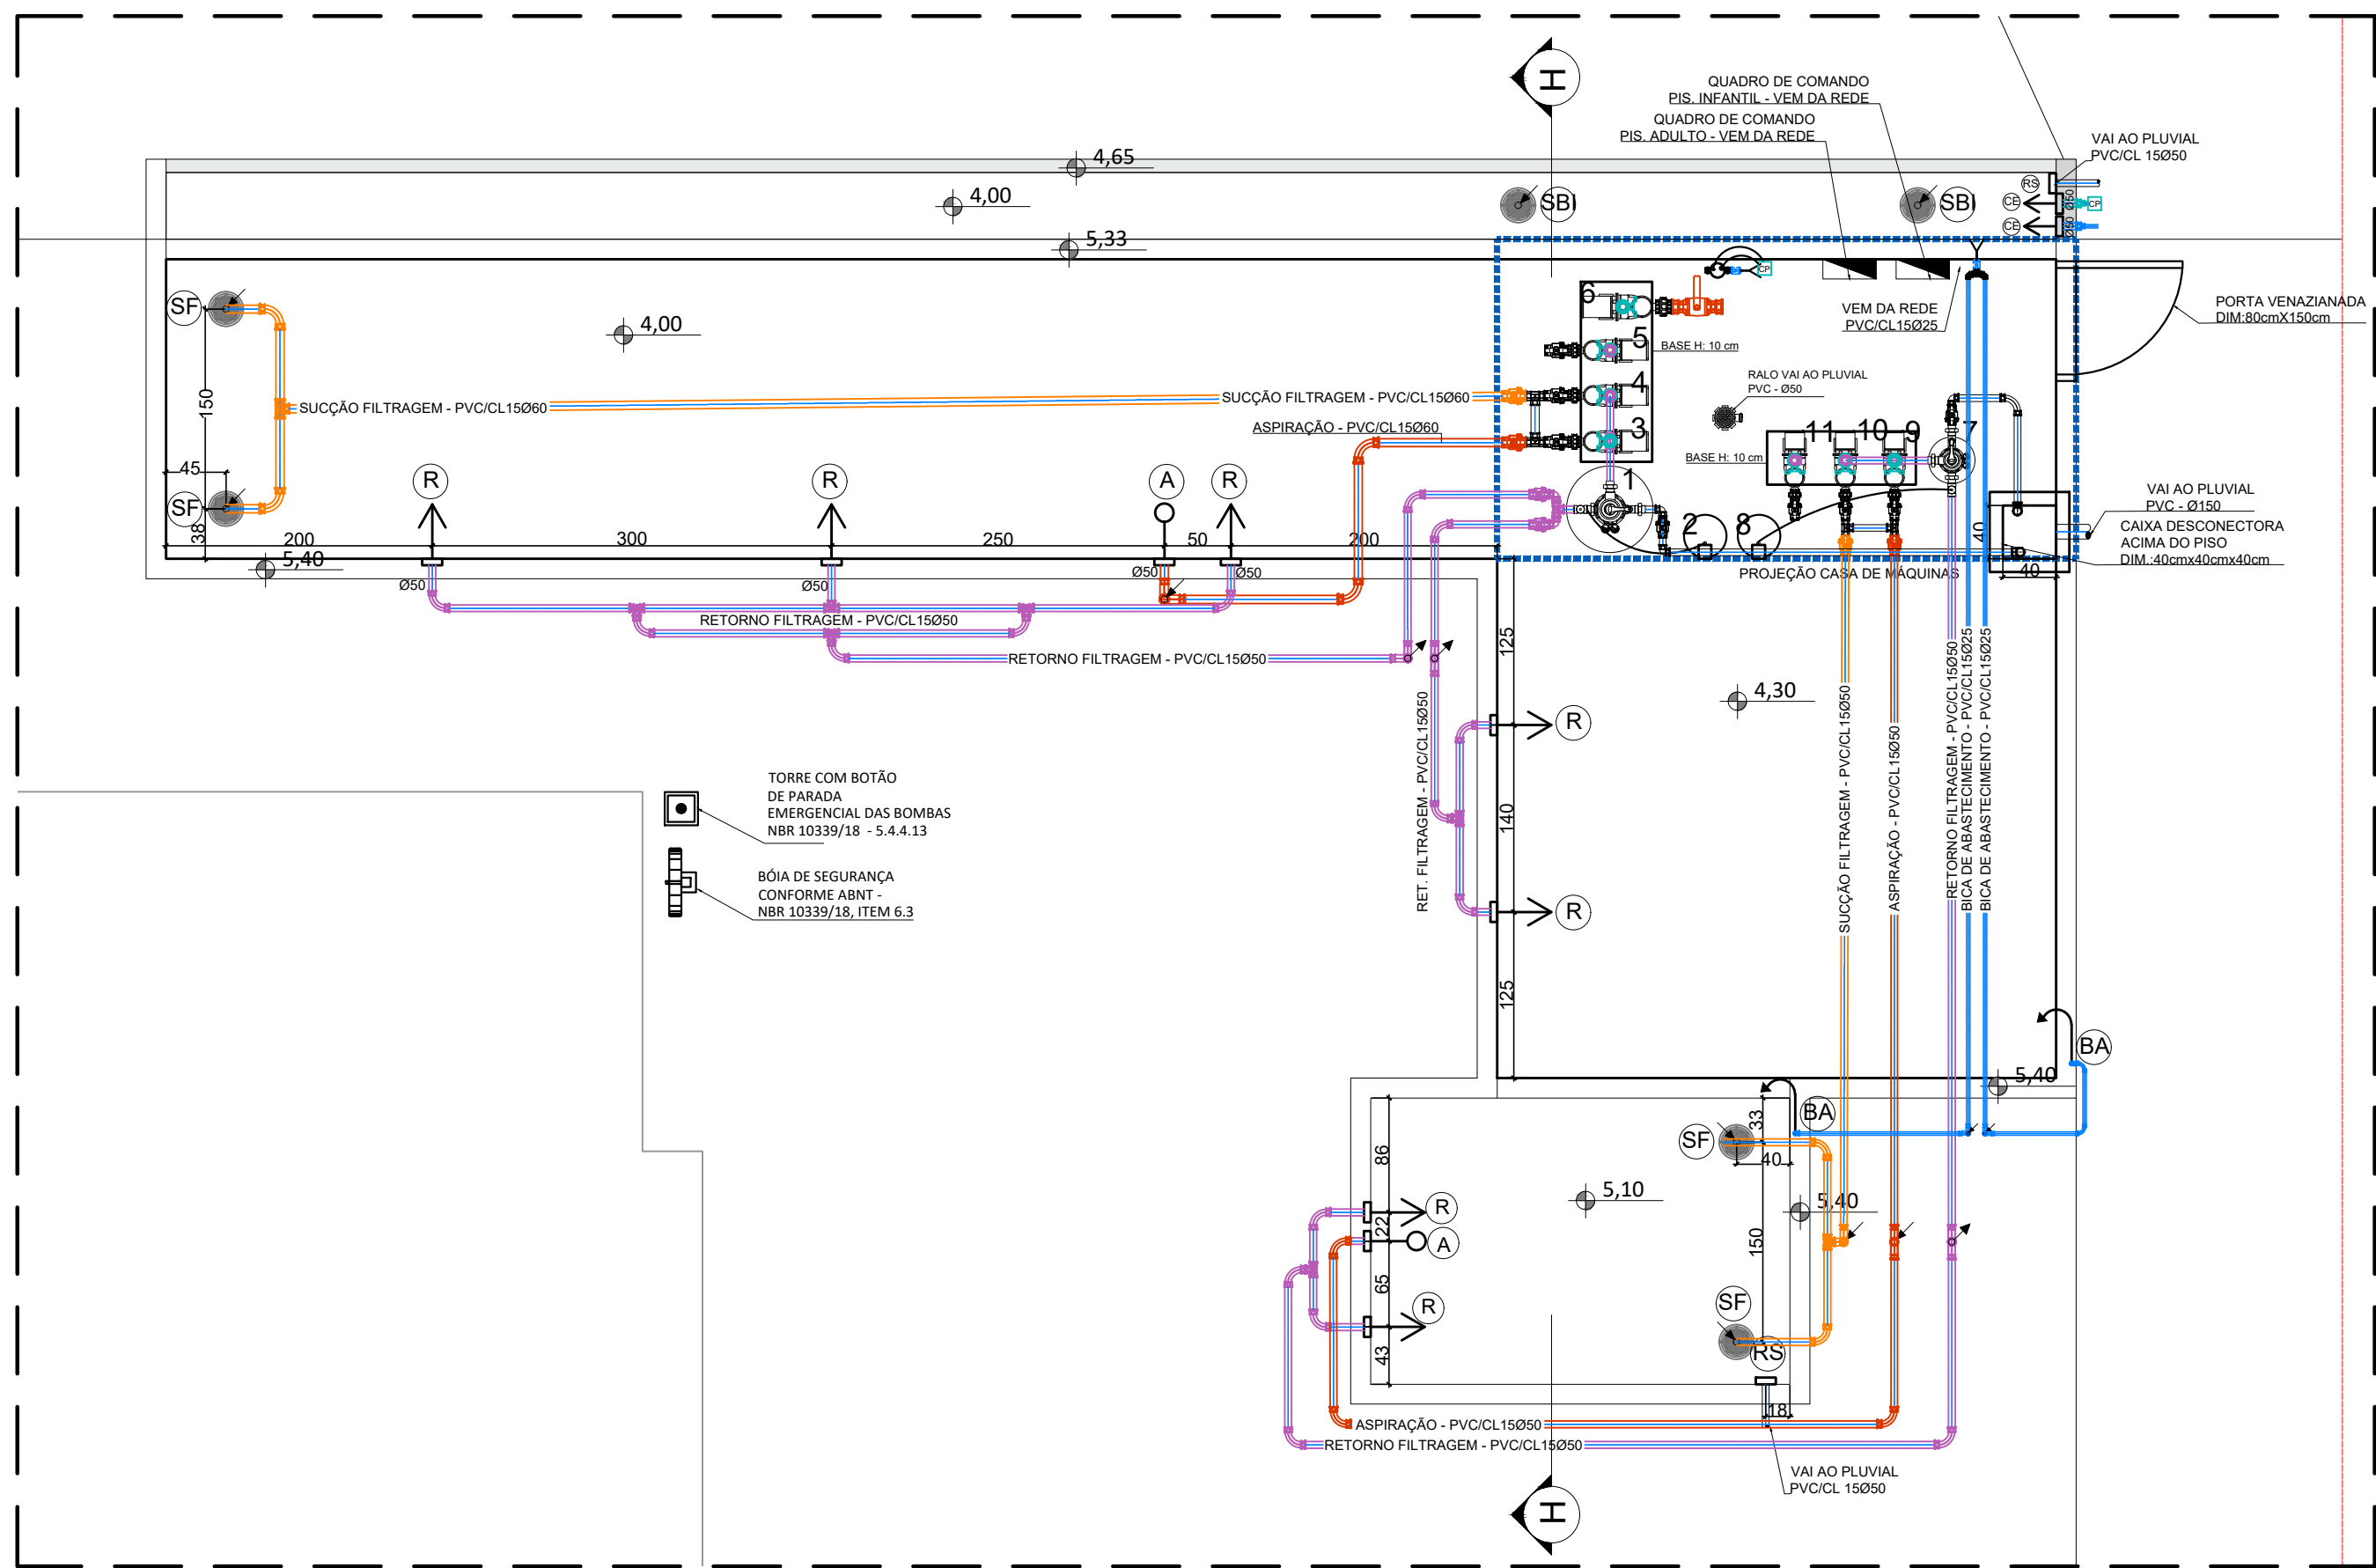 H
QUADRO DE COMANDO
PIS. INFANTIL - VEM DA REDE
QUADRO DE COMANDO
PIS. ADULTO - VEM DA REDE
VAI AO PLUVIAL
PVC/CL 15Ø50
4,65
4,00
SBI
SBI
RS
CE
Ø50
CP
CE
Ø50
5,33
CP
SF
4,00
6
5
BASE H: 10 cm
VEM DA REDE
PVC/CL15Ø25
PORTA VENAZIANADA
DIM:80cmX150cm
150
SUCÇÃO FILTRAGEM - PVC/CL15Ø60
SUCÇÃO FILTRAGEM - PVC/CL15Ø60
4
RALO VAI AO PLUVIAL
PVC - Ø50
ASPIRAÇÃO - PVC/CL15Ø60
3
11
10
9
7
BASE H: 10 cm
45
R
R
A
R
1
SF
38
VAI AO PLUVIAL
PVC - Ø150
CAIXA DESCONECTORA
ACIMA DO PISO
DIM.:40cmx40cmx40cm
2
8
40
200
300
250
50
200
5,40
Ø50
Ø50
Ø50
Ø50
PROJEÇÃO CASA DE MÁQUINAS
40
RETORNO FILTRAGEM - PVC/CL15Ø50
RETORNO FILTRAGEM - PVC/CL15Ø50
125
4,30
RET. FILTRAGEM - PVC/CL15Ø50
SUCÇÃO FILTRAGEM - PVC/CL15Ø50
ASPIRAÇÃO - PVC/CL15Ø50
RETORNO FILTRAGEM - PVC/CL15Ø50
BICA DE ABASTECIMENTO - PVC/CL15Ø25
BICA DE ABASTECIMENTO - PVC/CL15Ø25
R
140
R
TORRE COM BOTÃO
DE PARADA
EMERGENCIAL DAS BOMBAS
NBR 10339/18 - 5.4.4.13
BÓIA DE SEGURANÇA
CONFORME ABNT -
NBR 10339/18, ITEM 6.3
125
BA
5,40
BA
33
SF
40
86
5,10
5,40
R
22
A
150
65
R
SF
43
RS
18
ASPIRAÇÃO - PVC/CL15Ø50
RETORNO FILTRAGEM - PVC/CL15Ø50
VAI AO PLUVIAL
PVC/CL 15Ø50
H